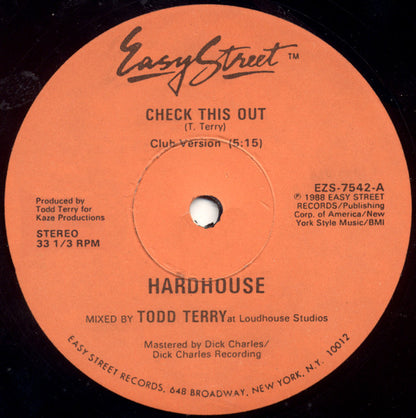 Easy Street ™
CHECK THIS OUT
(T. Terry)
Club Version (5:15)
Produced by
Todd Terry for
Kaze Productions
STEREO
33 1/3 RPM
EZS-7542-A
℗ 1988 EASY STREET
RECORDS/Publishing
Corp. of America/New
York Style Music/BMI
HARDHOUSE
MIXED BY TODD TERRY at Loudhouse Studios
Mastered by Dick Charles/
Dick Charles Recording
EASY STREET RECORDS, 648 BROADWAY, NEW YORK, N.Y. 10012